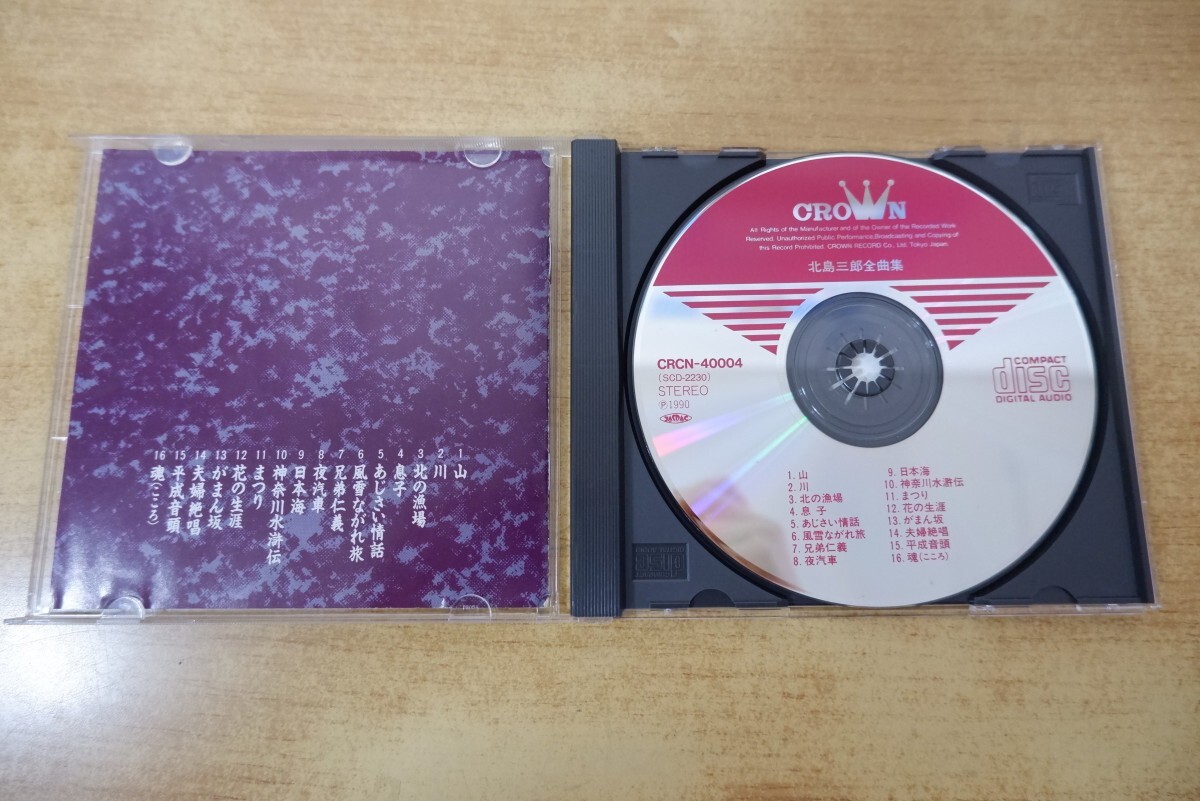 1 山
2 川
3 北の漁場
4 息子
5 あじさい情話
6 風雪ながれ旅
7 兄弟仁義
8 夜汽車
9 日本海
10 神奈川水滸伝
11 まつり
12 花の生涯
13 がまん坂
14 夫婦絶唱
15 平成音頭
16 魂(こころ)
CROWN
All Rights of the Manufacturer and of the Owner of the Recorded Work
Reserved. Unauthorized Public Performance, Broadcasting and Copying of
this Record Prohibited. CROWN RECORD Co., Ltd. Tokyo Japan.
北島三郎全曲集
CRCN-40004
(SCD-2230)
STEREO
Ⓟ1990
COMPACT
disc
DIGITAL AUDIO
1. 山
2. 川
3. 北の漁場
4. 息 子
5. あじさい情話
6. 風雪ながれ旅
7. 兄弟仁義
8. 夜汽車
9. 日本海
10. 神奈川水滸伝
11. まつり
12. 花の生涯
13. がまん坂
14. 夫婦絶唱
15. 平成音頭
16. 魂(こころ)